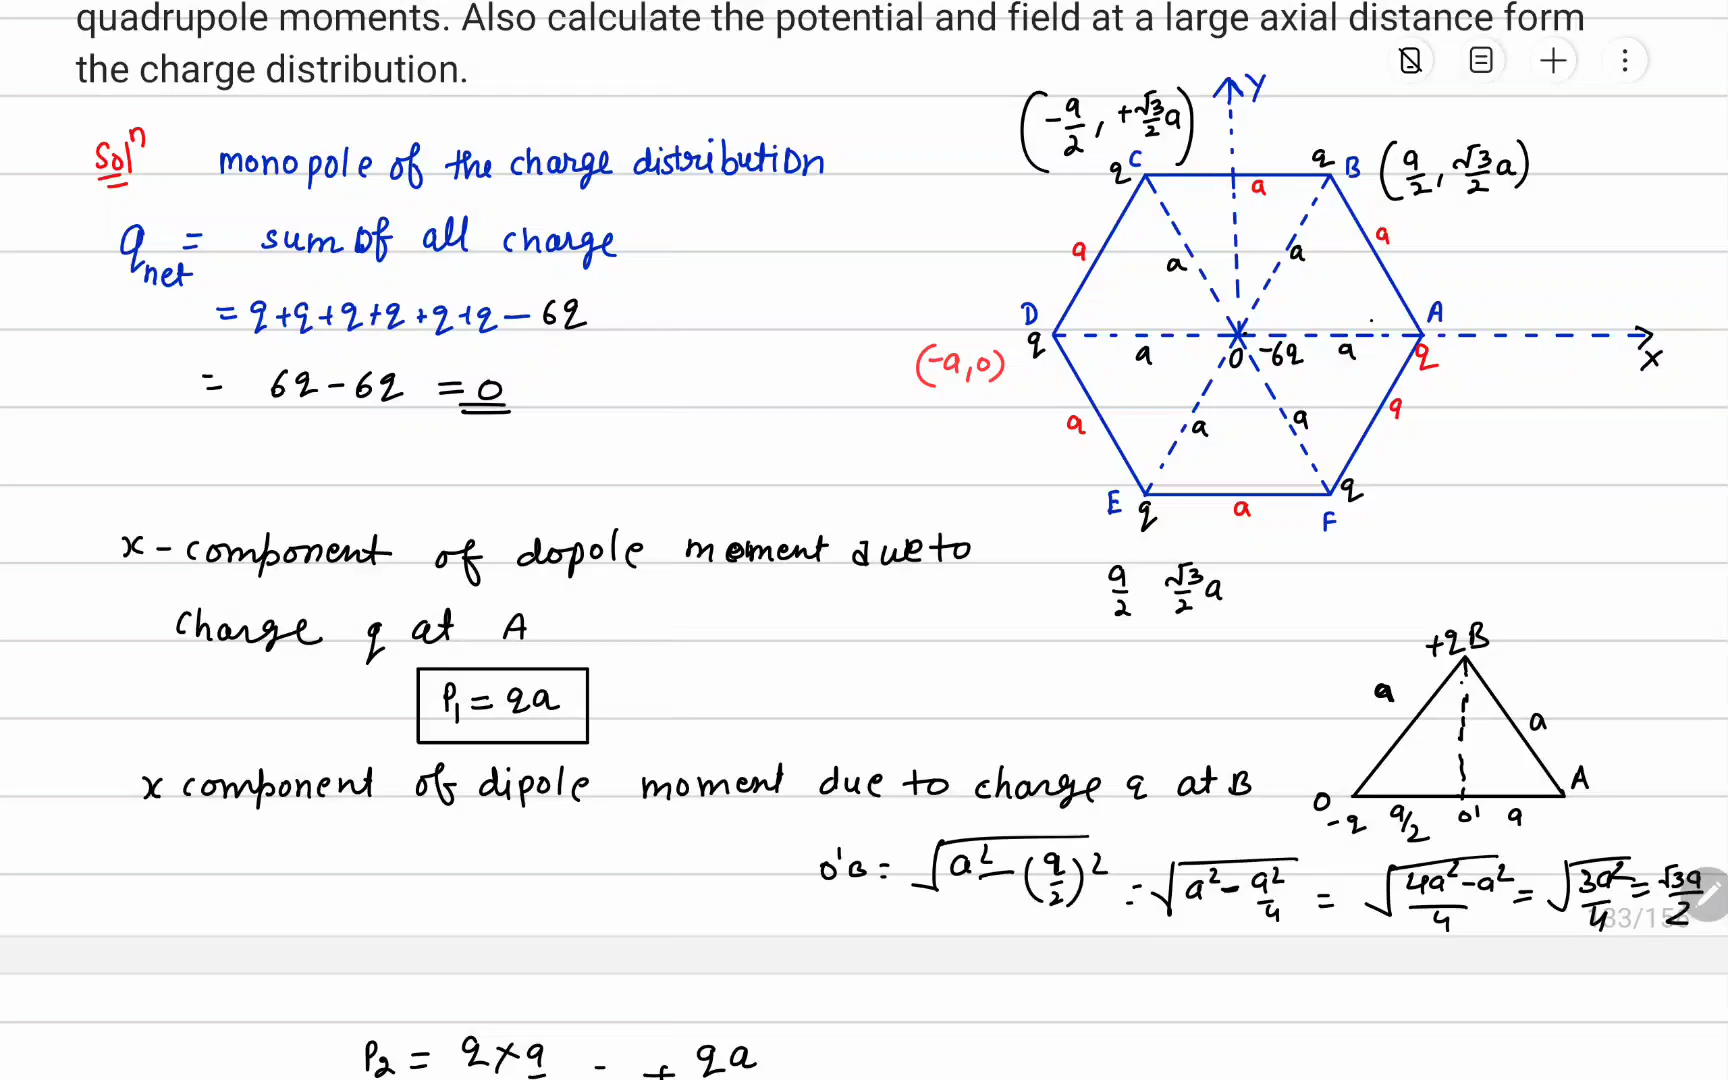 quadrupole moments. Also calculate the potential and field at a large axial distance form
the charge distribution.
Solⁿ monopole of the charge distribution
q_net = sum of all charge
= q+q+q+q+q+q - 6q
= 6q - 6q = 0
(-a/2, +√3/2 a)
Y
C
q
q B (a/2, √3/2 a)
a
a
a
a
a
D
q
(-a,0)
a
O -6q
a
A
q
X
a
a
a
a
E
q
a
F
q
a/2 √3/2 a
x-component of dopole moment due to
charge q at A
P₁ = qa
+q B
a
a
O
-q
a/2
O'
a
A
x component of dipole moment due to charge q at B
O'B = √(a² - (a/2)²) = √(a² - a²/4) = √((4a² - a²)/4) = √(3a²/4) = √3a/2
P₂ = q × a
+ qa